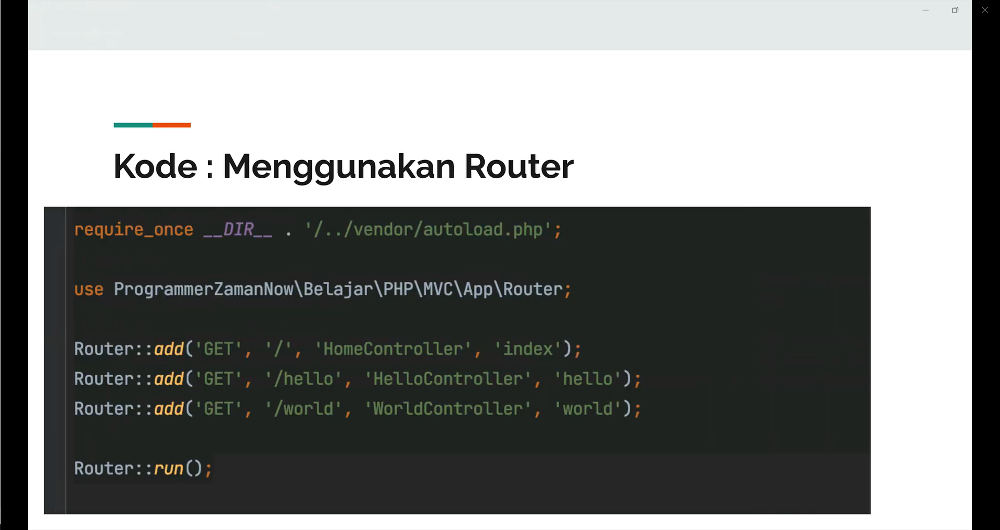 Kode : Menggunakan Router
require_once __DIR__ . '/../vendor/autoload.php';
use ProgrammerZamanNow\Belajar\PHP\MVC\App\Router;
Router::add('GET', '/', 'HomeController', 'index');
Router::add('GET', '/hello', 'HelloController', 'hello');
Router::add('GET', '/world', 'WorldController', 'world');
Router::run();